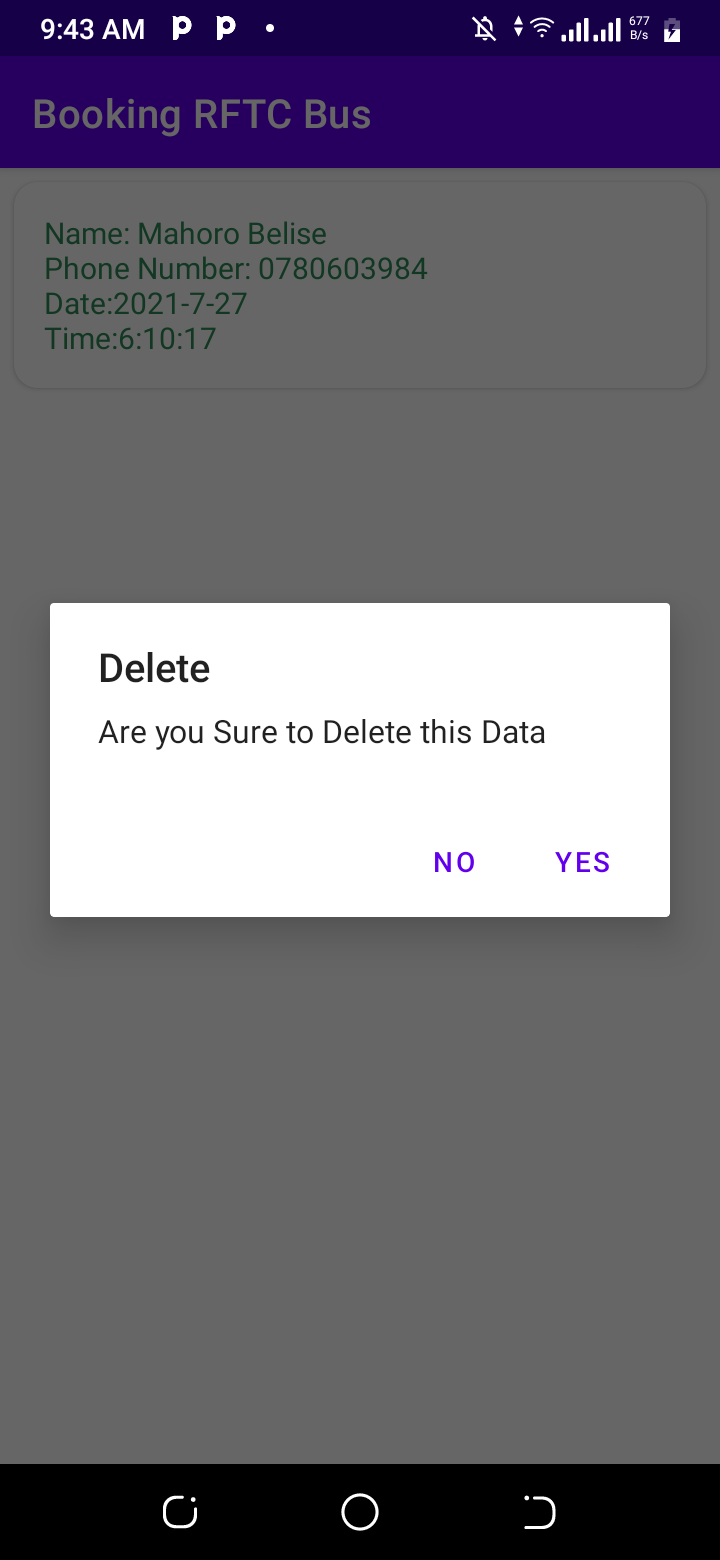 9:43 AM
677
B/s
Booking RFTC Bus
Name: Mahoro Belise
Phone Number: 0780603984
Date:2021-7-27
Time:6:10:17
Delete
Are you Sure to Delete this Data
NO
YES